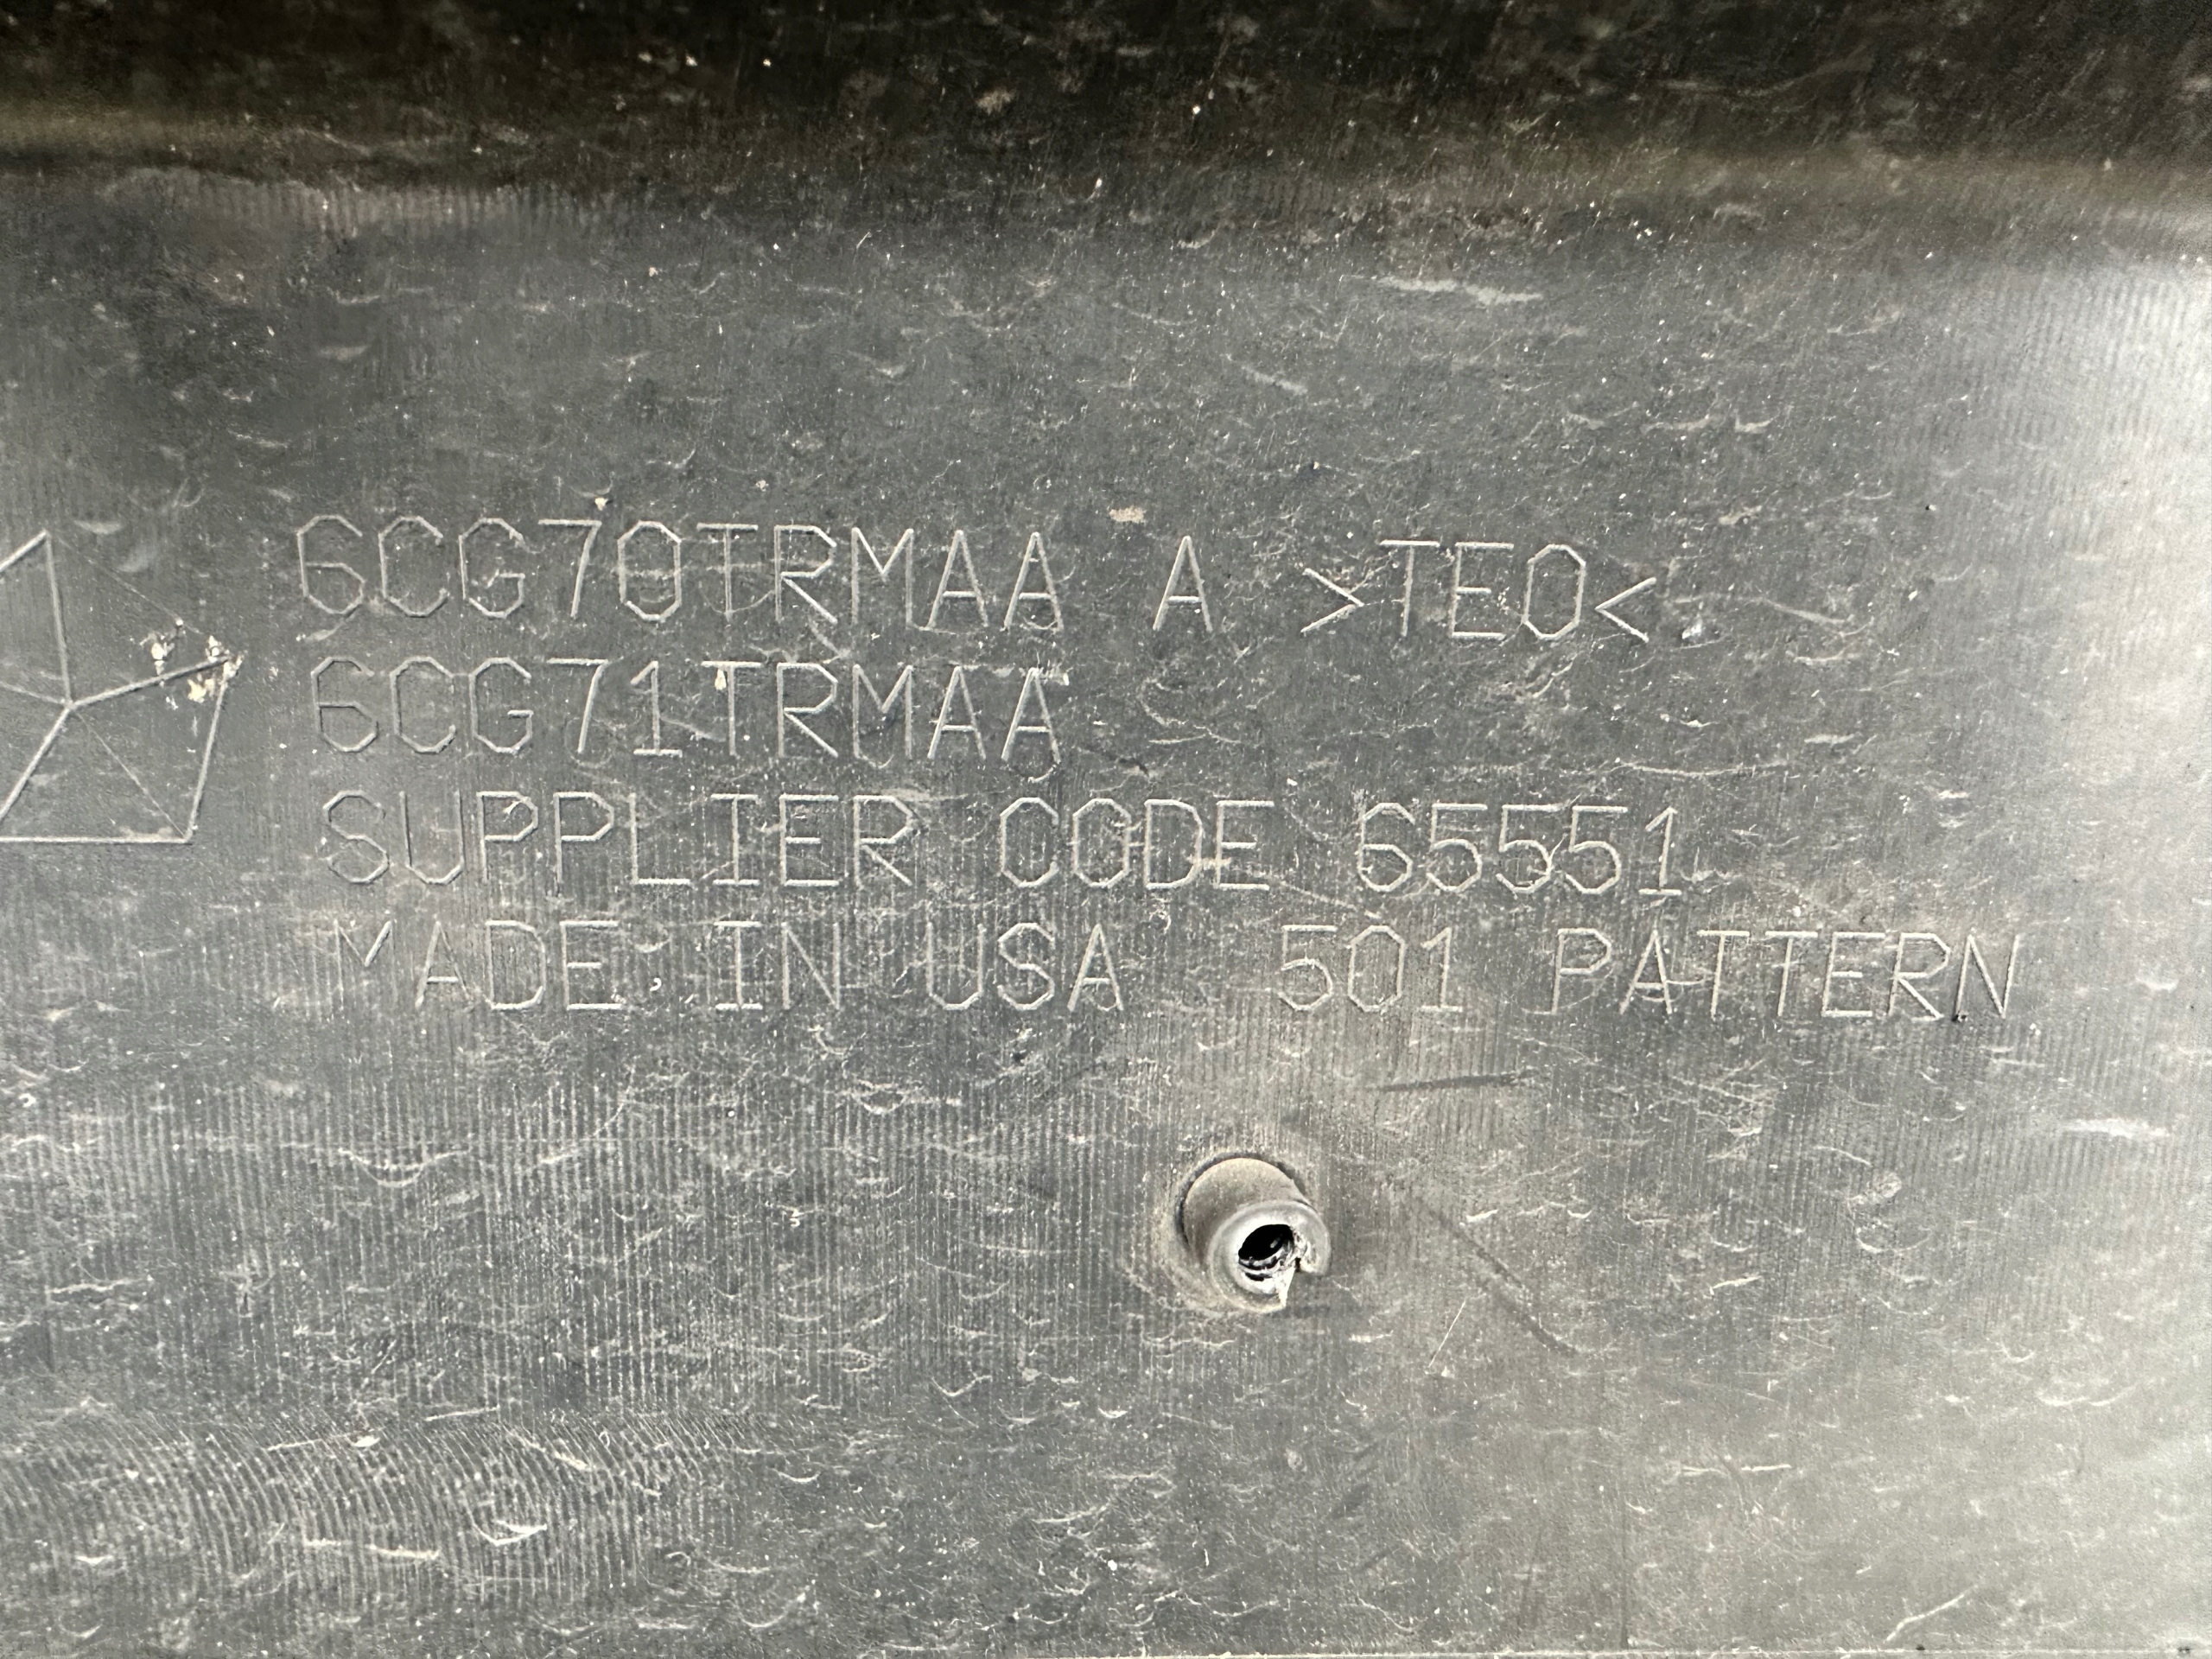 6CG70TRMAA A >TEO<
6CG71TRMAA
SUPPLIER CODE 65551
MADE IN USA 501 PATTERN